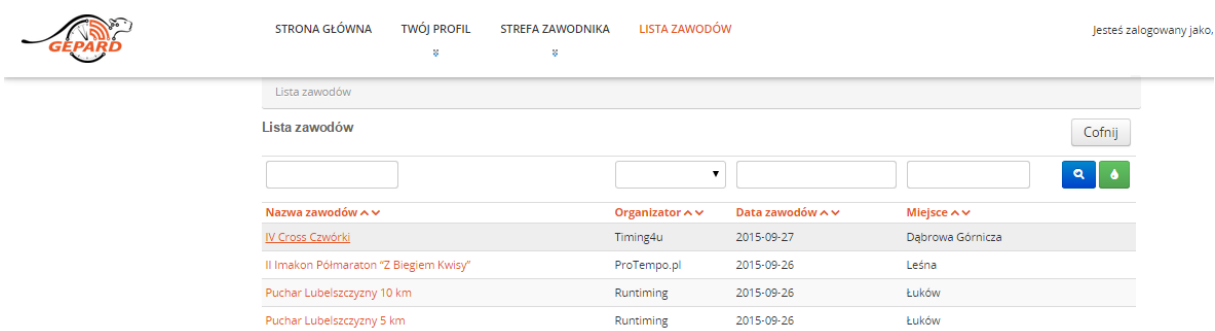 GEPARD
STRONA GŁÓWNA TWÓJ PROFIL STREFA ZAWODNIKA LISTA ZAWODÓW Jesteś zalogowany jako,
Lista zawodów
Lista zawodów Cofnij
Nazwa zawodów Organizator Data zawodów Miejsce
IV Cross Czwórki Timing4u 2015-09-27 Dąbrowa Górnicza
II Imakon Półmaraton “Z Biegiem Kwisy” ProTempo.pl 2015-09-26 Leśna
Puchar Lubelszczyzny 10 km Runtiming 2015-09-26 Łuków
Puchar Lubelszczyzny 5 km Runtiming 2015-09-26 Łuków